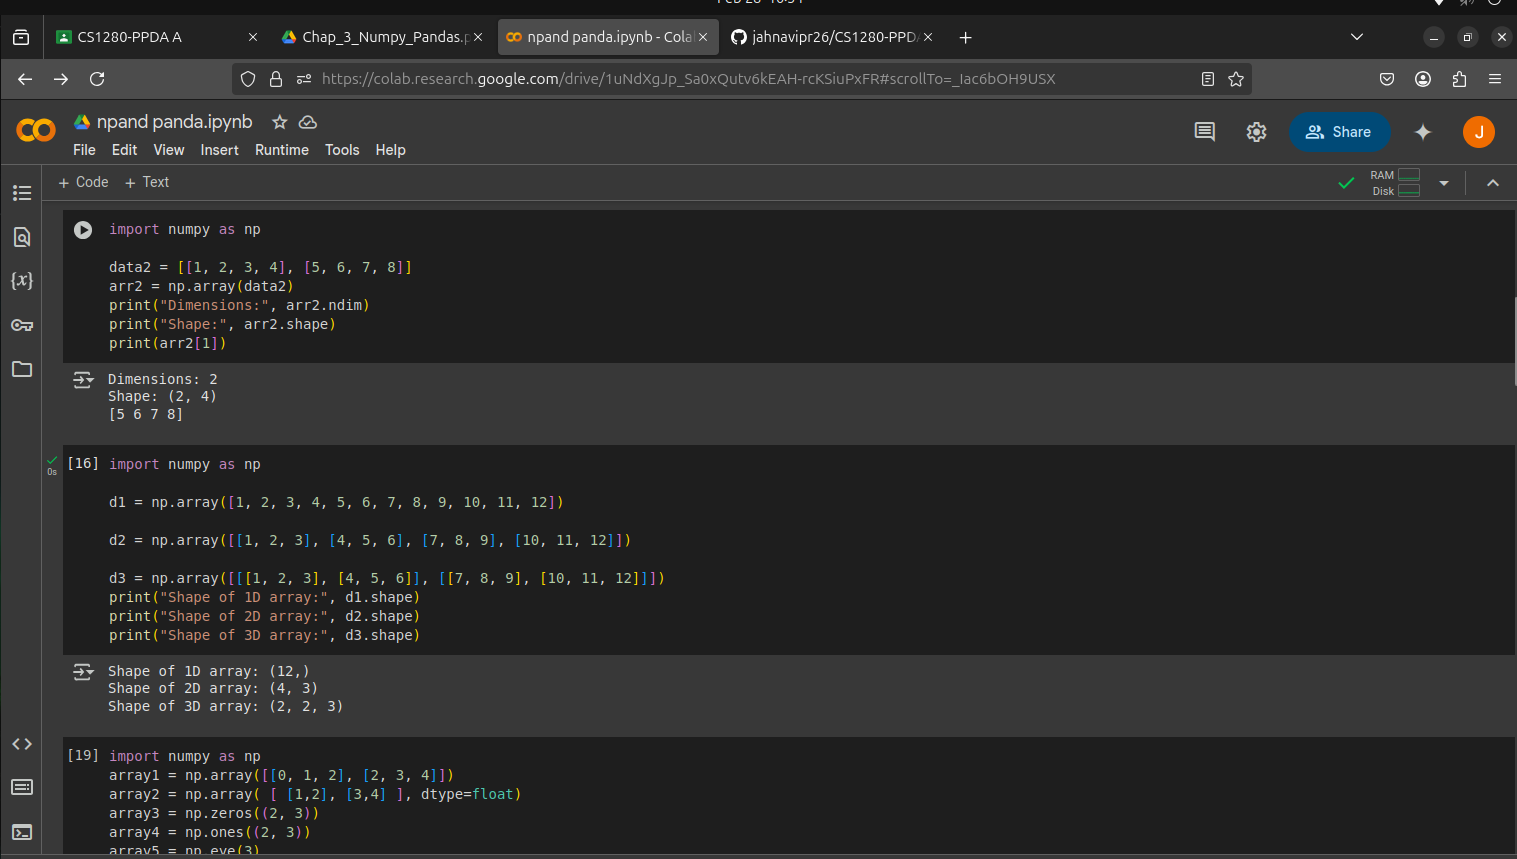 CS1280-PPDA A
Chap_3_Numpy_Pandas.p
npand panda.ipynb - Cola
jahnavipr26/CS1280-PPDA
https://colab.research.google.com/drive/1uNdXgJp_Sa0xQutv6kEAH-rcKSiuPxFR#scrollTo=_Iac6bOH9USX
npand panda.ipynb
File Edit View Insert Runtime Tools Help
Share
J
+ Code + Text
RAM
Disk
{x}
import numpy as np
data2 = [[1, 2, 3, 4], [5, 6, 7, 8]]
arr2 = np.array(data2)
print("Dimensions:", arr2.ndim)
print("Shape:", arr2.shape)
print(arr2[1])
Dimensions: 2
Shape: (2, 4)
[5 6 7 8]
0s
[16] import numpy as np
d1 = np.array([1, 2, 3, 4, 5, 6, 7, 8, 9, 10, 11, 12])
d2 = np.array([[1, 2, 3], [4, 5, 6], [7, 8, 9], [10, 11, 12]])
d3 = np.array([[[1, 2, 3], [4, 5, 6]], [[7, 8, 9], [10, 11, 12]]])
print("Shape of 1D array:", d1.shape)
print("Shape of 2D array:", d2.shape)
print("Shape of 3D array:", d3.shape)
Shape of 1D array: (12,)
Shape of 2D array: (4, 3)
Shape of 3D array: (2, 2, 3)
[19] import numpy as np
array1 = np.array([[0, 1, 2], [2, 3, 4]])
array2 = np.array( [ [1,2], [3,4] ], dtype=float)
array3 = np.zeros((2, 3))
array4 = np.ones((2, 3))
array5 = np.eye(3)